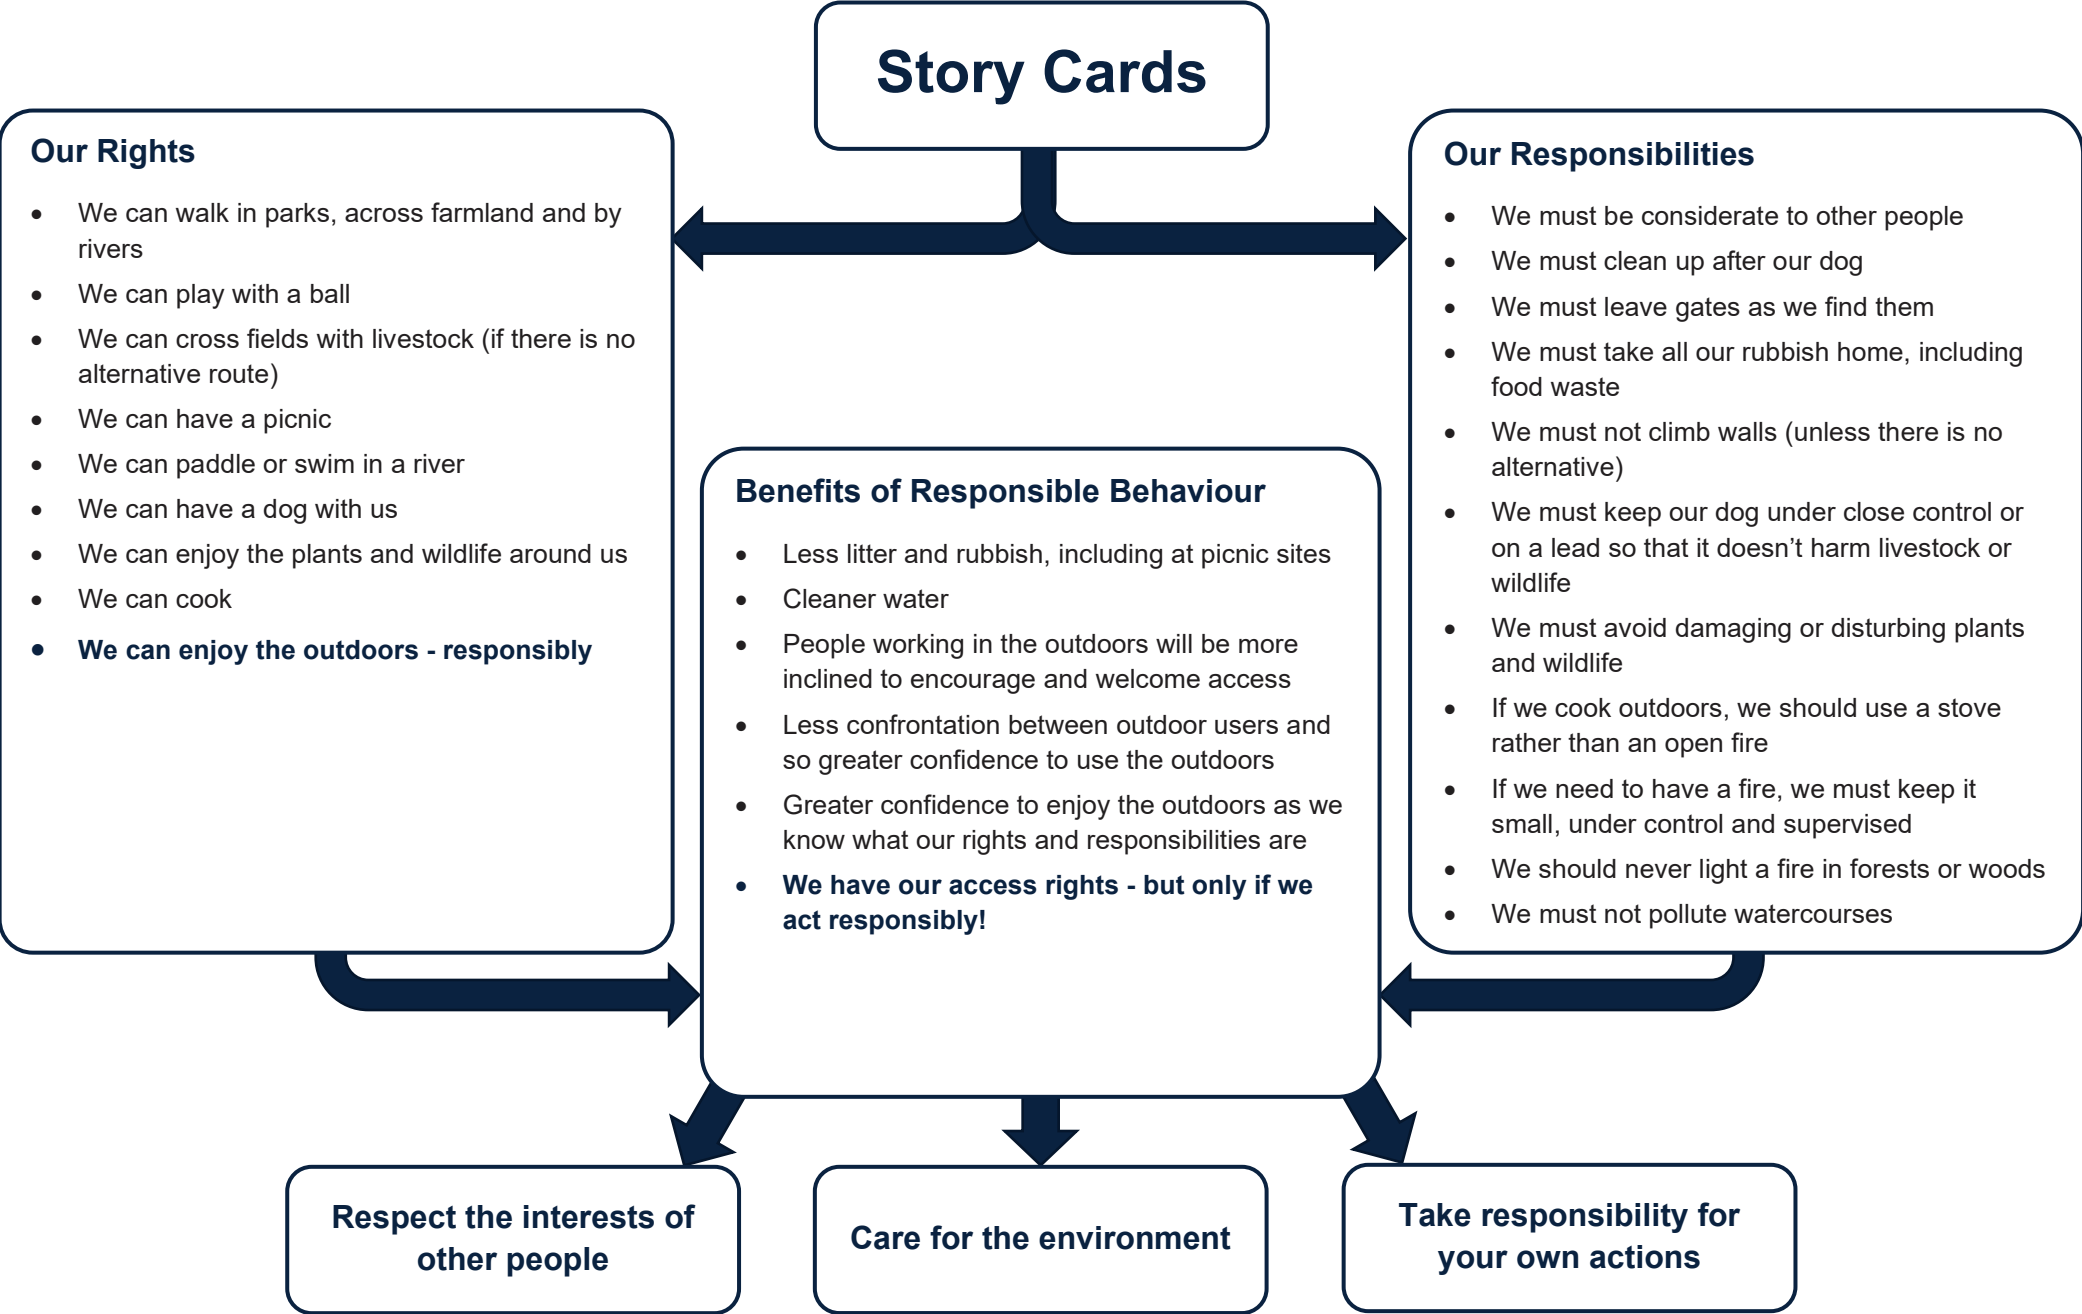 Story Cards
Our Rights
• We can walk in parks, across farmland and by
rivers
• We can play with a ball
• We can cross fields with livestock (if there is no
alternative route)
• We can have a picnic
• We can paddle or swim in a river
• We can have a dog with us
• We can enjoy the plants and wildlife around us
• We can cook
• We can enjoy the outdoors - responsibly
Our Responsibilities
• We must be considerate to other people
• We must clean up after our dog
• We must leave gates as we find them
• We must take all our rubbish home, including
food waste
• We must not climb walls (unless there is no
alternative)
• We must keep our dog under close control or
on a lead so that it doesn’t harm livestock or
wildlife
• We must avoid damaging or disturbing plants
and wildlife
• If we cook outdoors, we should use a stove
rather than an open fire
• If we need to have a fire, we must keep it
small, under control and supervised
• We should never light a fire in forests or woods
• We must not pollute watercourses
Benefits of Responsible Behaviour
• Less litter and rubbish, including at picnic sites
• Cleaner water
• People working in the outdoors will be more
inclined to encourage and welcome access
• Less confrontation between outdoor users and
so greater confidence to use the outdoors
• Greater confidence to enjoy the outdoors as we
know what our rights and responsibilities are
• We have our access rights - but only if we
act responsibly!
Respect the interests of
other people
Care for the environment
Take responsibility for
your own actions